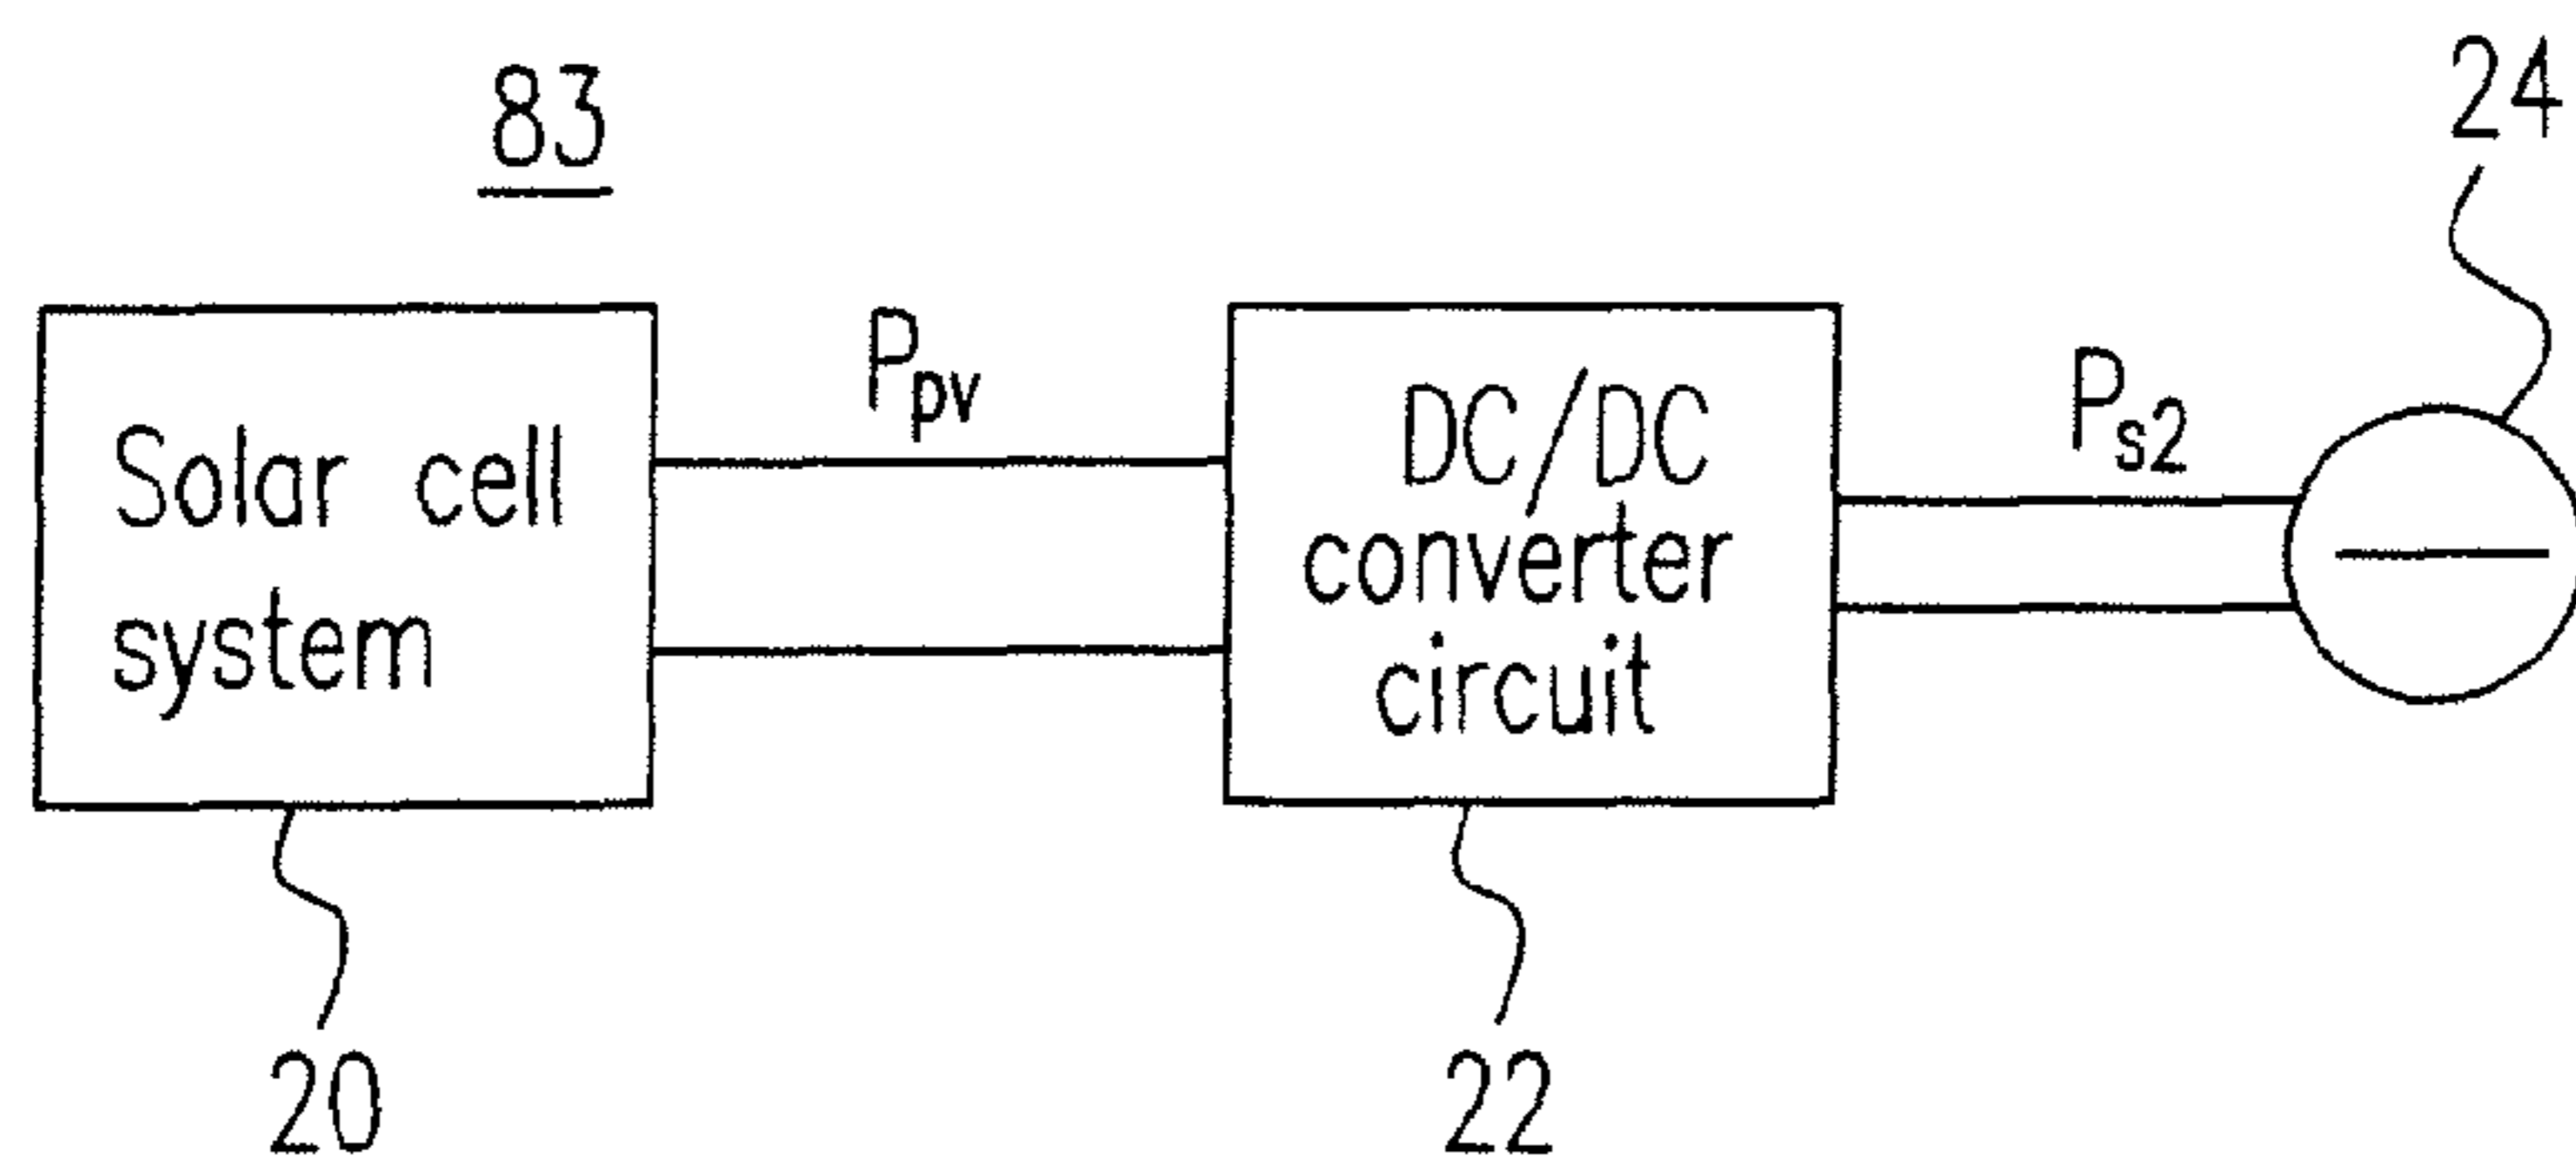 83
24
Solar cell
system
Ppv
DC/DC
converter
circuit
Ps2
20
22